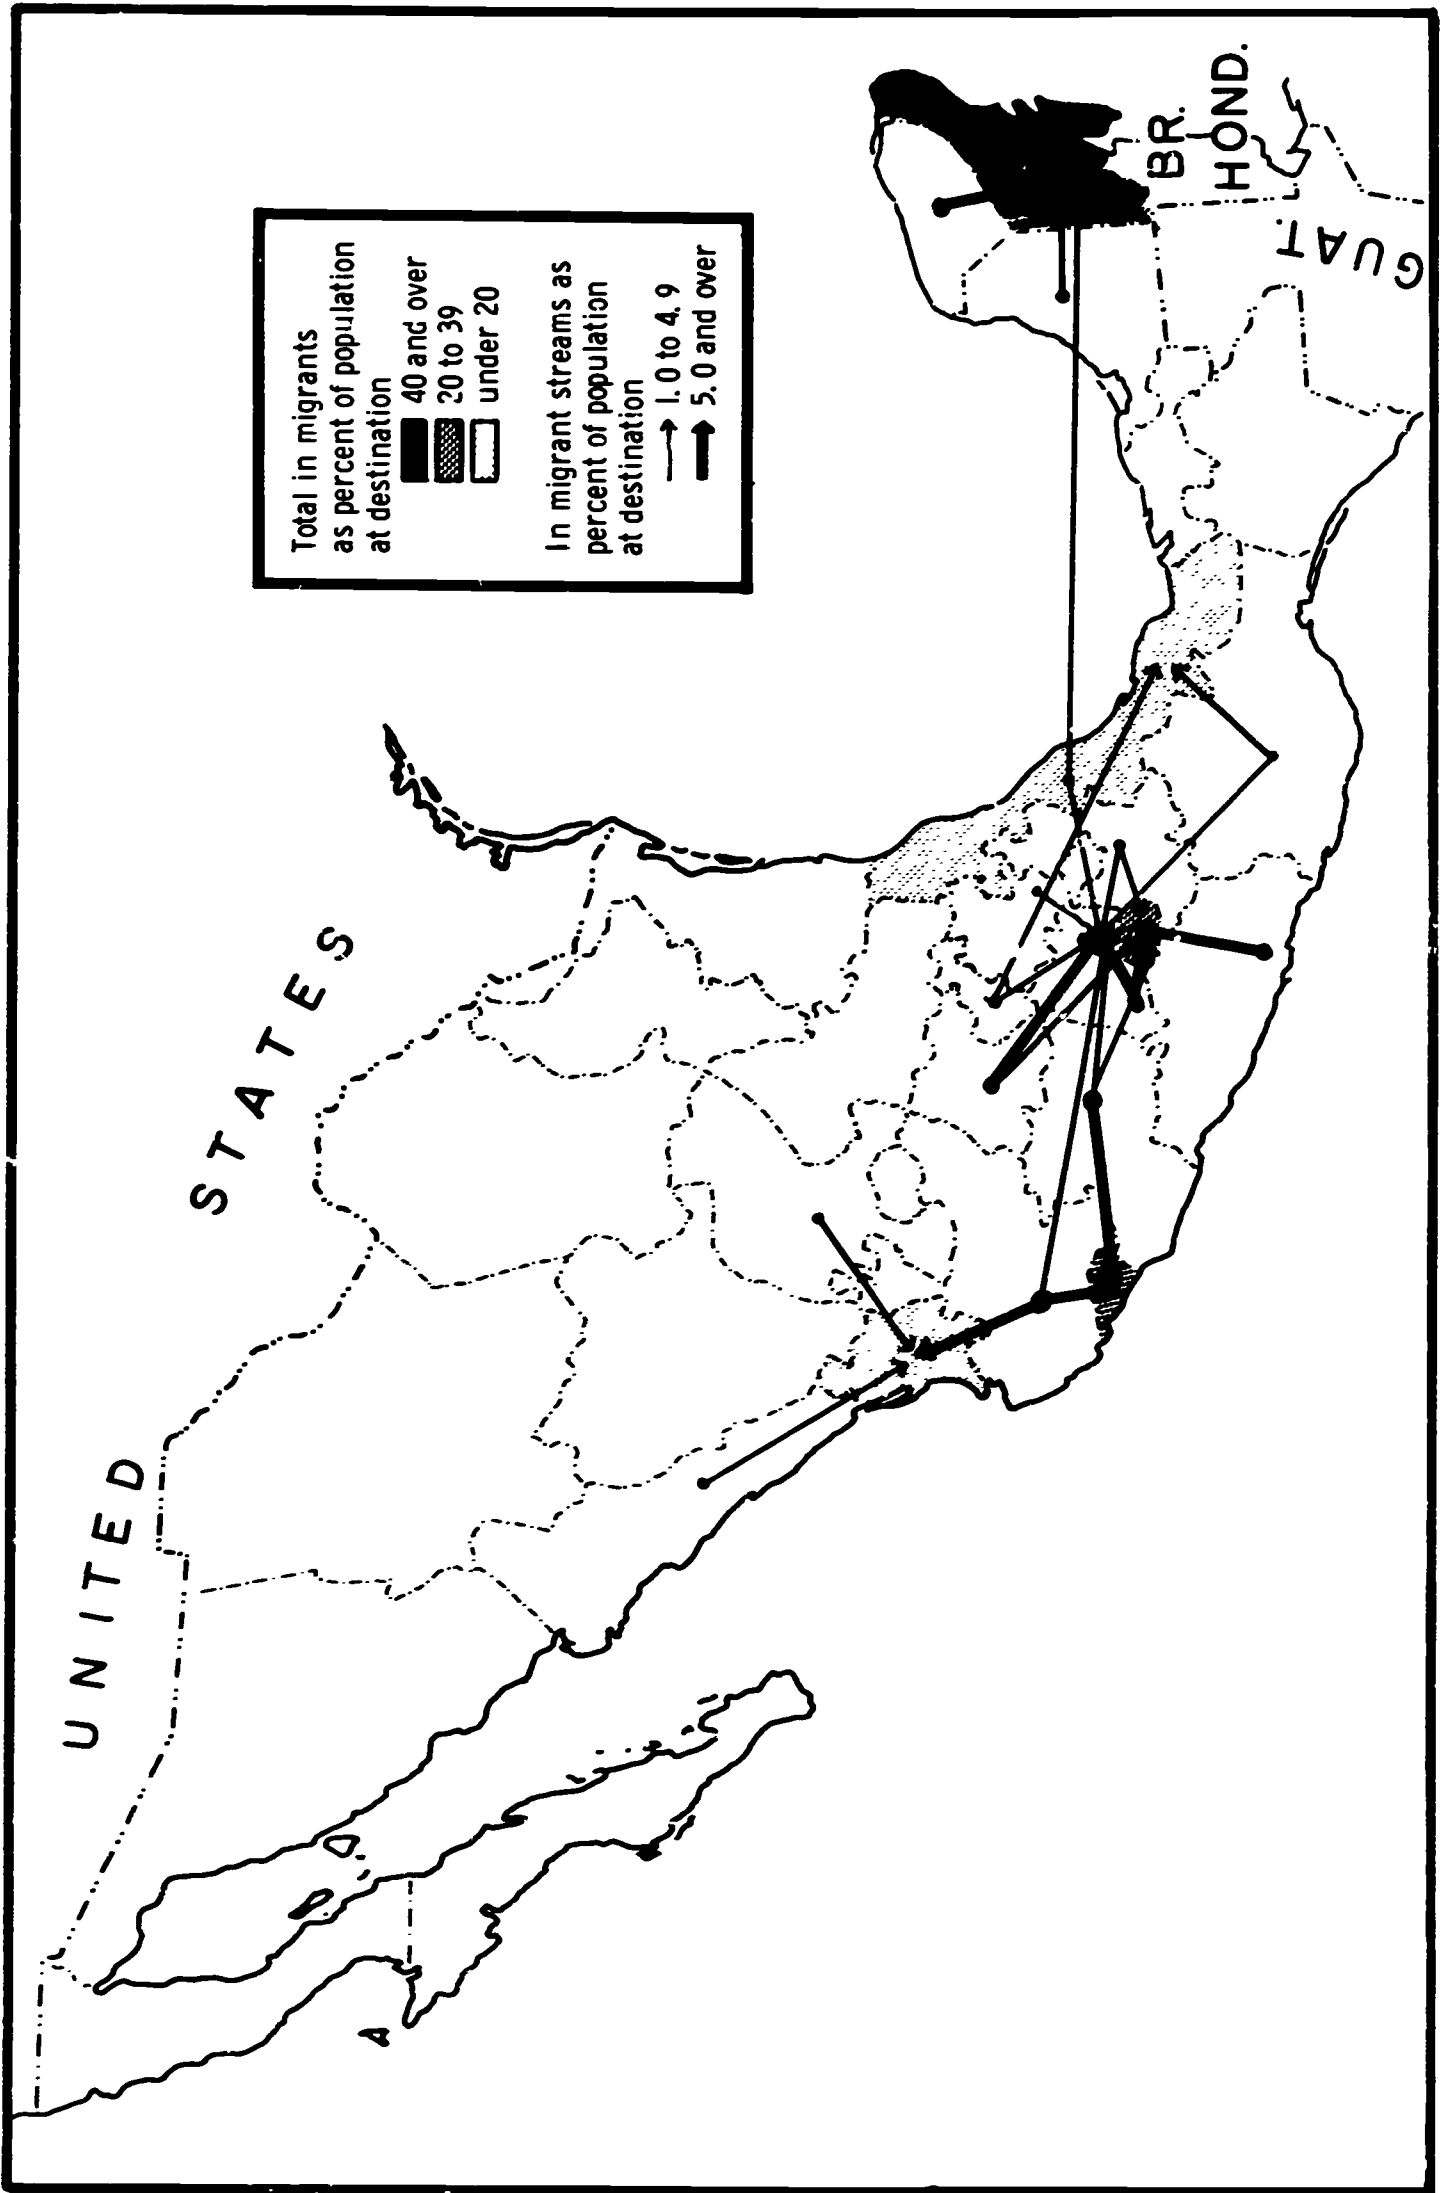 UNITED
STATES
Total in migrants
as percent of population
at destination
40 and over
20 to 39
under 20
In migrant streams as
percent of population
at destination
1.0 to 4.9
5.0 and over
BR.
HOND.
GUAT.